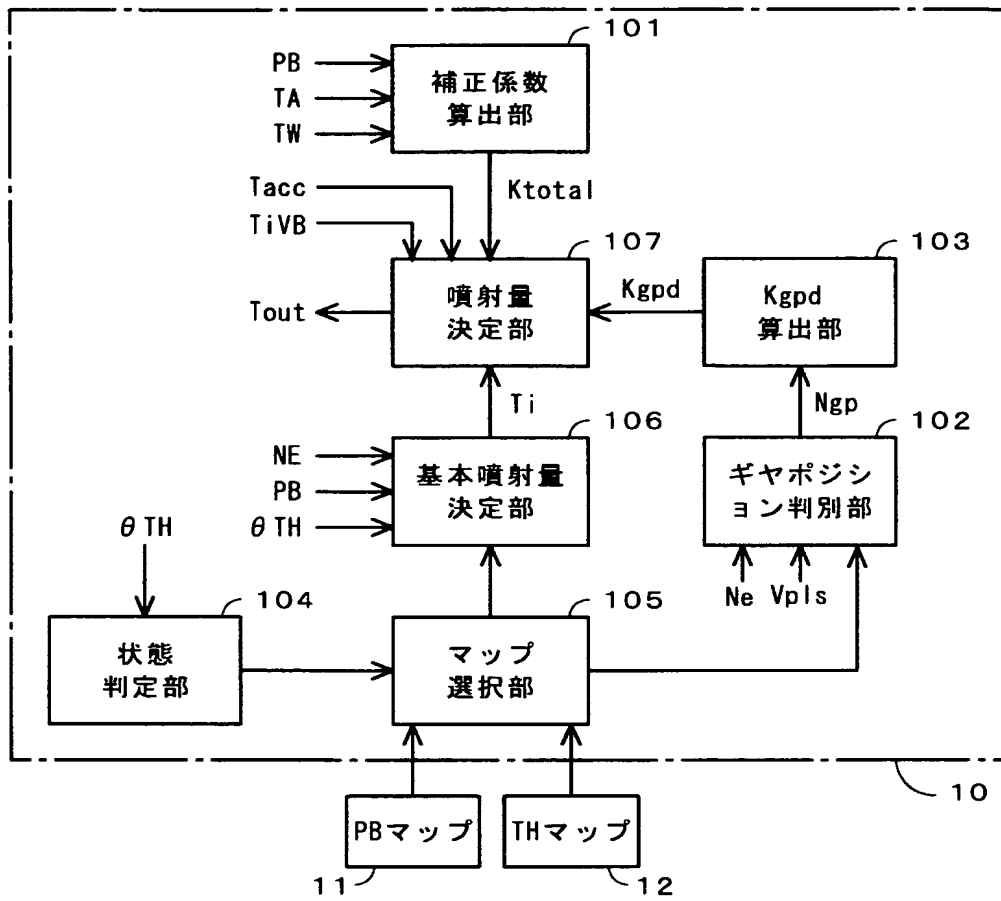 101
PB
TA
TW
補正係数
算出部
Tacc
TiVB
Ktotal
107
103
Tout
噴射量
決定部
Kgpd
Kgpd
算出部
Ti
Ngp
106
102
NE
PB
θTH
基本噴射量
決定部
ギヤポジシ
ョン判別部
θTH
Ne
Vpls
104
105
状態
判定部
マップ
選択部
10
PBマップ
THマップ
11
12